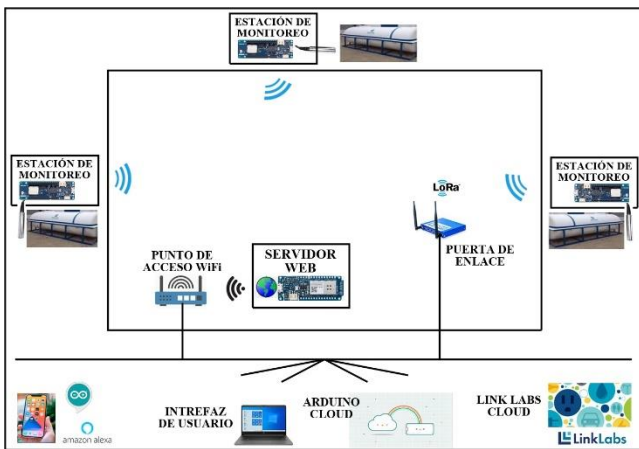 ESTACIÓN DE
MONITOREO
ESTACIÓN DE
MONITOREO
ESTACIÓN DE
MONITOREO
LoRa
PUERTA DE
ENLACE
PUNTO DE
ACCESO WiFi
SERVIDOR
WEB
INTREFAZ
DE USUARIO
ARDUINO
CLOUD
LINK LABS
CLOUD
amazon alexa
LinkLabs